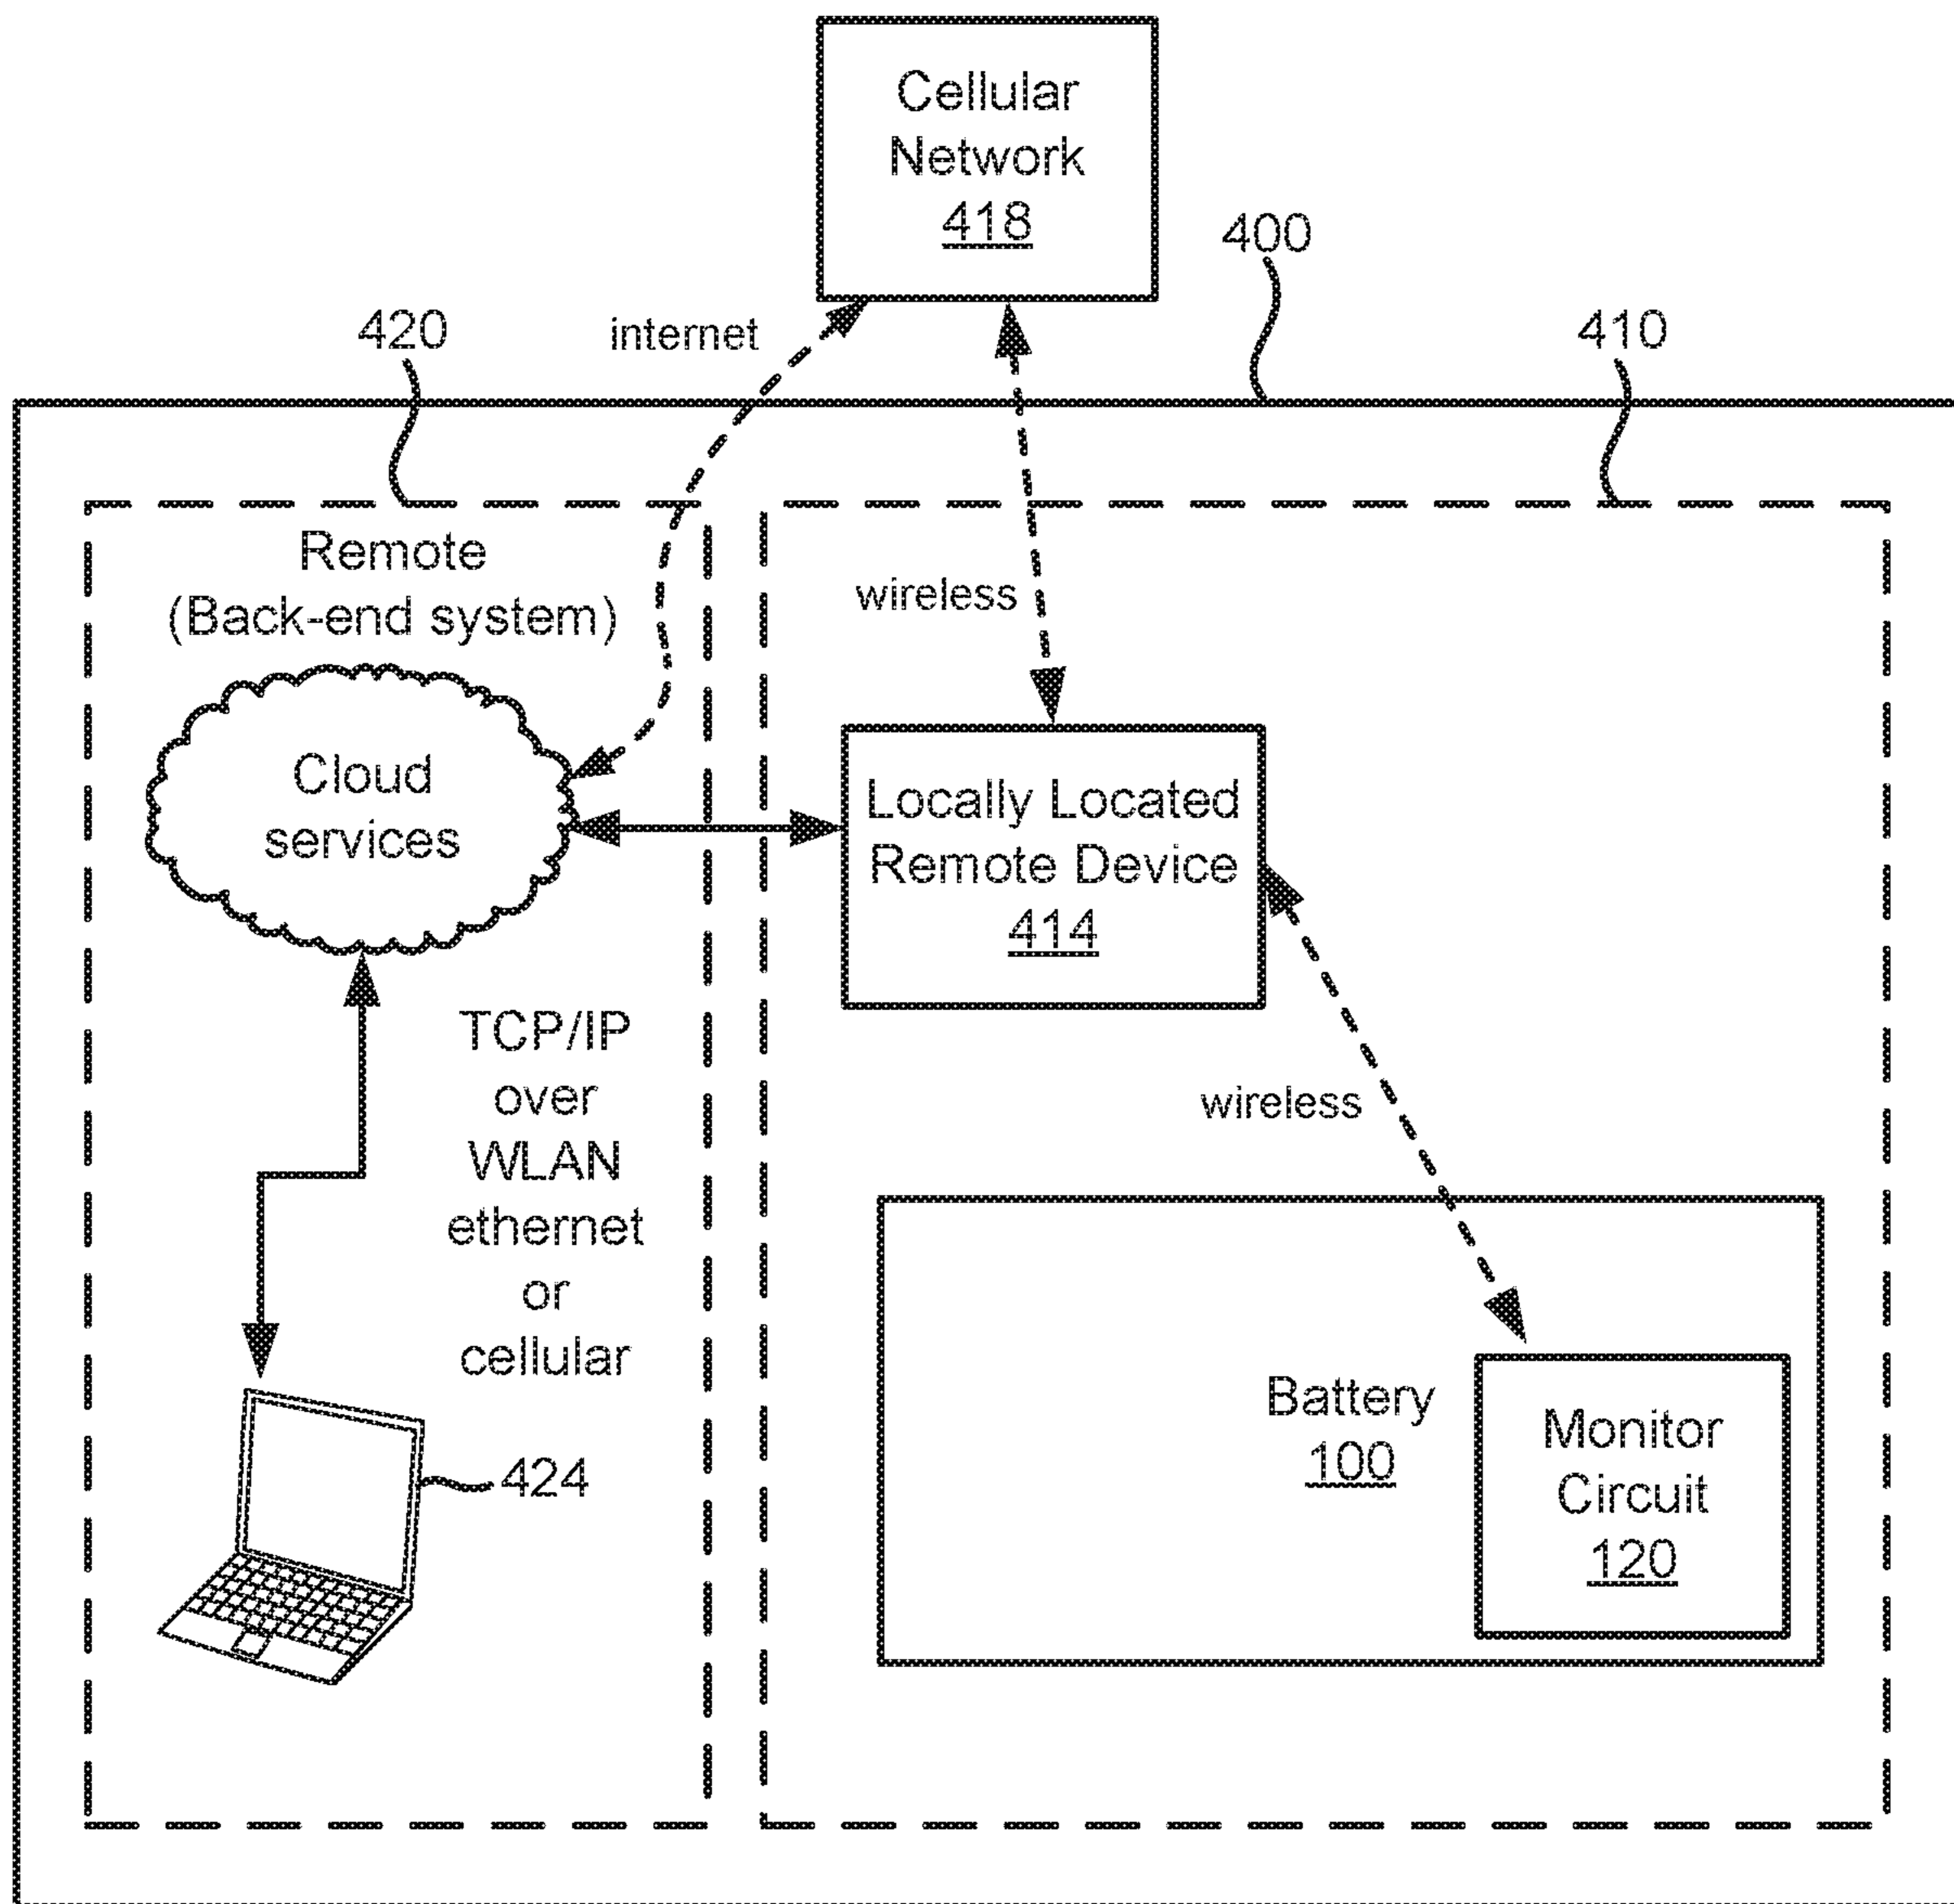 Cellular
Network
418
400
420
internet
410
Remote
(Back-end system)
wireless
Cloud
services
Locally Located
Remote Device
414
TCP/IP
over
WLAN
ethernet
or
cellular
wireless
Battery
100
Monitor
Circuit
120
424